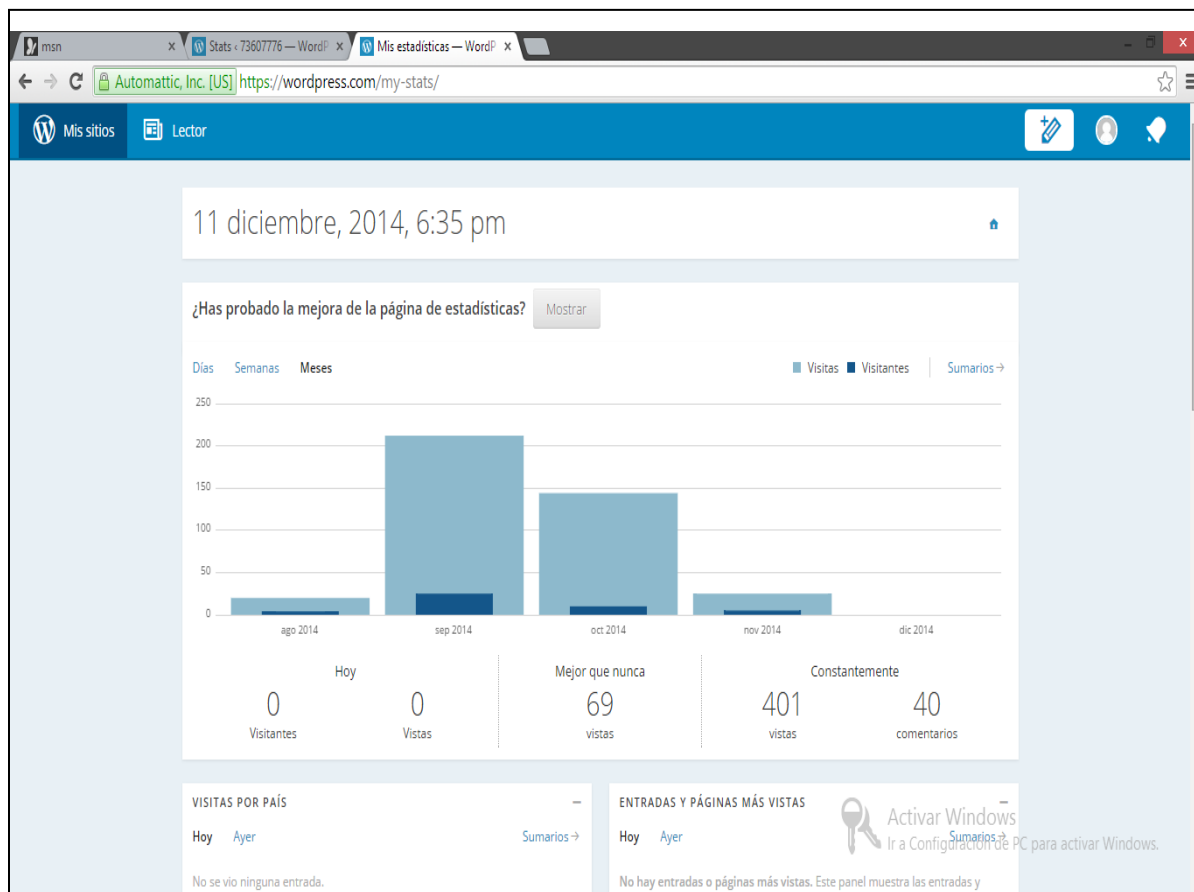 msn
Stats ‹ 73607776 — WordP
Mis estadísticas — WordP
Automattic, Inc. [US] https://wordpress.com/my-stats/
Mis sitios
Lector
11 diciembre, 2014, 6:35 pm
¿Has probado la mejora de la página de estadísticas?
Mostrar
Días Semanas Meses
Visitas Visitantes Sumarios→
250
200
150
100
50
0
ago 2014 sep 2014 oct 2014 nov 2014 dic 2014
Hoy Mejor que nunca Constantemente
0 0 69 401 40
Visitantes Vistas vistas vistas comentarios
VISITAS POR PAÍS
Hoy Ayer Sumarios→
No se vio ninguna entrada.
ENTRADAS Y PÁGINAS MÁS VISTAS
Hoy Ayer Sumarios→
No hay entradas o páginas más vistas. Este panel muestra las entradas y
Activar Windows
Ir a Configuración de PC para activar Windows.